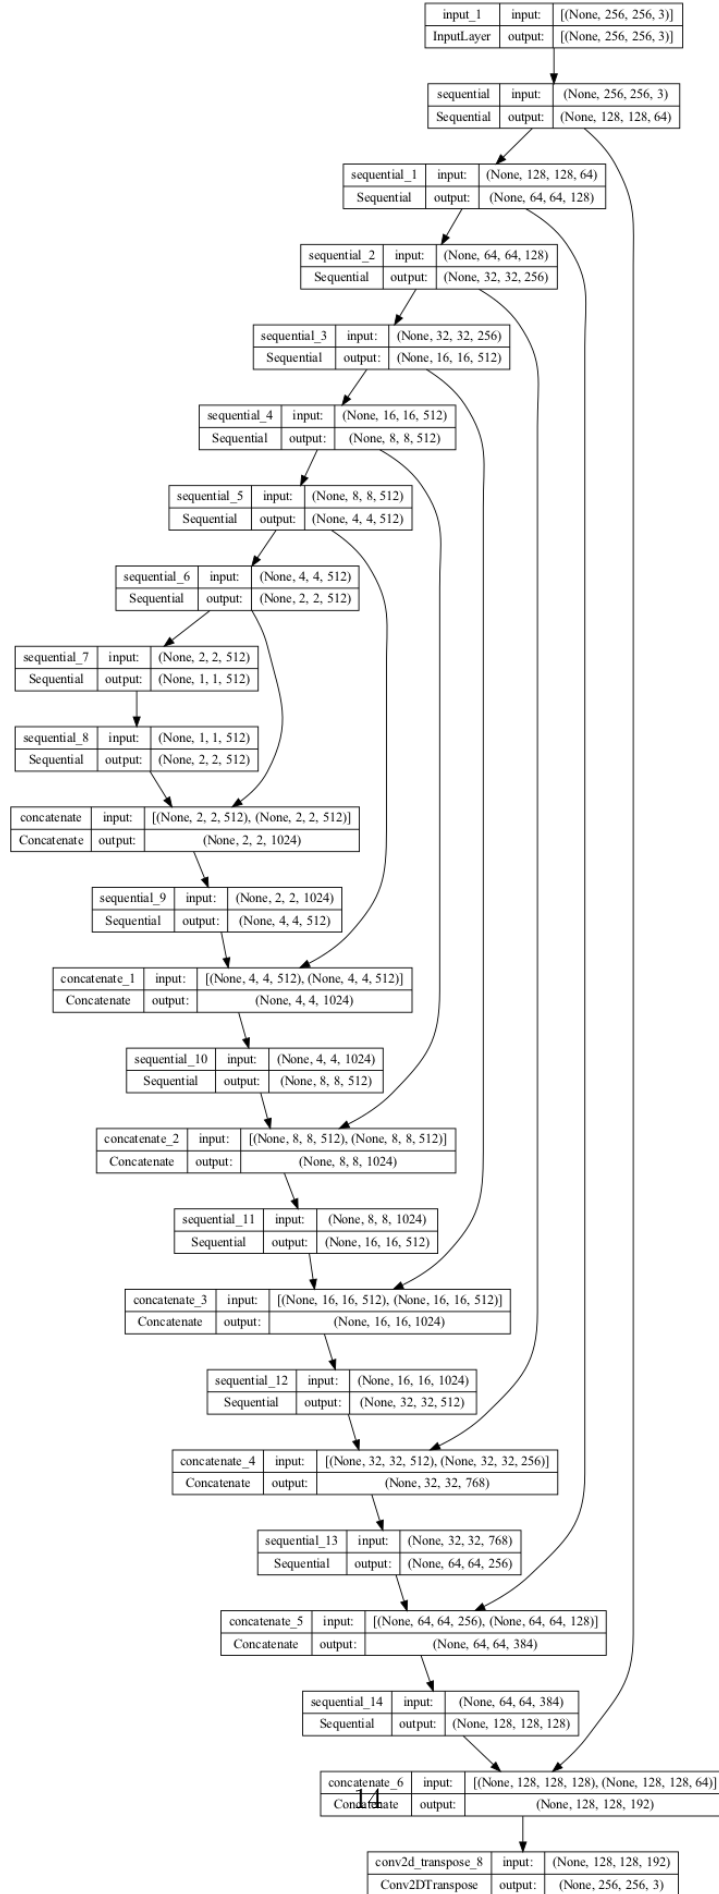 input_1 input: [(None, 256, 256, 3)]
InputLayer output: [(None, 256, 256, 3)]
sequential input: (None, 256, 256, 3)
Sequential output: (None, 128, 128, 64)
sequential_1 input: (None, 128, 128, 64)
Sequential output: (None, 64, 64, 128)
sequential_2 input: (None, 64, 64, 128)
Sequential output: (None, 32, 32, 256)
sequential_3 input: (None, 32, 32, 256)
Sequential output: (None, 16, 16, 512)
sequential_4 input: (None, 16, 16, 512)
Sequential output: (None, 8, 8, 512)
sequential_5 input: (None, 8, 8, 512)
Sequential output: (None, 4, 4, 512)
sequential_6 input: (None, 4, 4, 512)
Sequential output: (None, 2, 2, 512)
sequential_7 input: (None, 2, 2, 512)
Sequential output: (None, 1, 1, 512)
sequential_8 input: (None, 1, 1, 512)
Sequential output: (None, 2, 2, 512)
concatenate input: [(None, 2, 2, 512), (None, 2, 2, 512)]
Concatenate output: (None, 2, 2, 1024)
sequential_9 input: (None, 2, 2, 1024)
Sequential output: (None, 4, 4, 512)
concatenate_1 input: [(None, 4, 4, 512), (None, 4, 4, 512)]
Concatenate output: (None, 4, 4, 1024)
sequential_10 input: (None, 4, 4, 1024)
Sequential output: (None, 8, 8, 512)
concatenate_2 input: [(None, 8, 8, 512), (None, 8, 8, 512)]
Concatenate output: (None, 8, 8, 1024)
sequential_11 input: (None, 8, 8, 1024)
Sequential output: (None, 16, 16, 512)
concatenate_3 input: [(None, 16, 16, 512), (None, 16, 16, 512)]
Concatenate output: (None, 16, 16, 1024)
sequential_12 input: (None, 16, 16, 1024)
Sequential output: (None, 32, 32, 512)
concatenate_4 input: [(None, 32, 32, 512), (None, 32, 32, 256)]
Concatenate output: (None, 32, 32, 768)
sequential_13 input: (None, 32, 32, 768)
Sequential output: (None, 64, 64, 256)
concatenate_5 input: [(None, 64, 64, 256), (None, 64, 64, 128)]
Concatenate output: (None, 64, 64, 384)
sequential_14 input: (None, 64, 64, 384)
Sequential output: (None, 128, 128, 128)
concatenate_6 input: [(None, 128, 128, 128), (None, 128, 128, 64)]
Concatenate output: (None, 128, 128, 192)
14
conv2d_transpose_8 input: (None, 128, 128, 192)
Conv2DTranspose output: (None, 256, 256, 3)